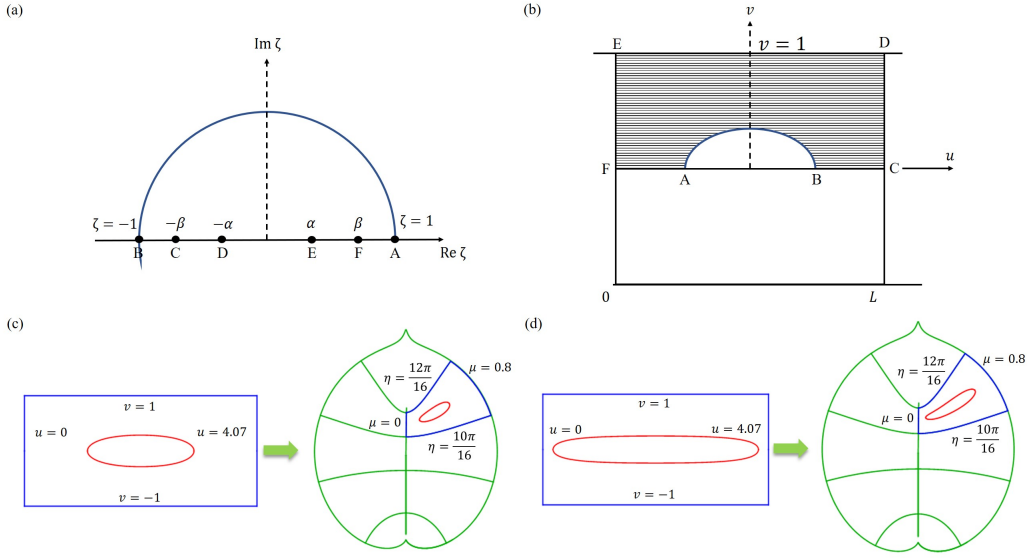 (a)
Im ζ
ζ = −1
−β
−α
α
β
ζ = 1
B
C
D
E
F
A
Re ζ
(b)
v
E
v = 1
D
F
A
B
C
u
0
L
(c)
v = 1
u = 0
u = 4.07
v = −1
η = 12π/16
μ = 0.8
μ = 0
η = 10π/16
(d)
v = 1
u = 0
u = 4.07
v = −1
η = 12π/16
μ = 0.8
μ = 0
η = 10π/16